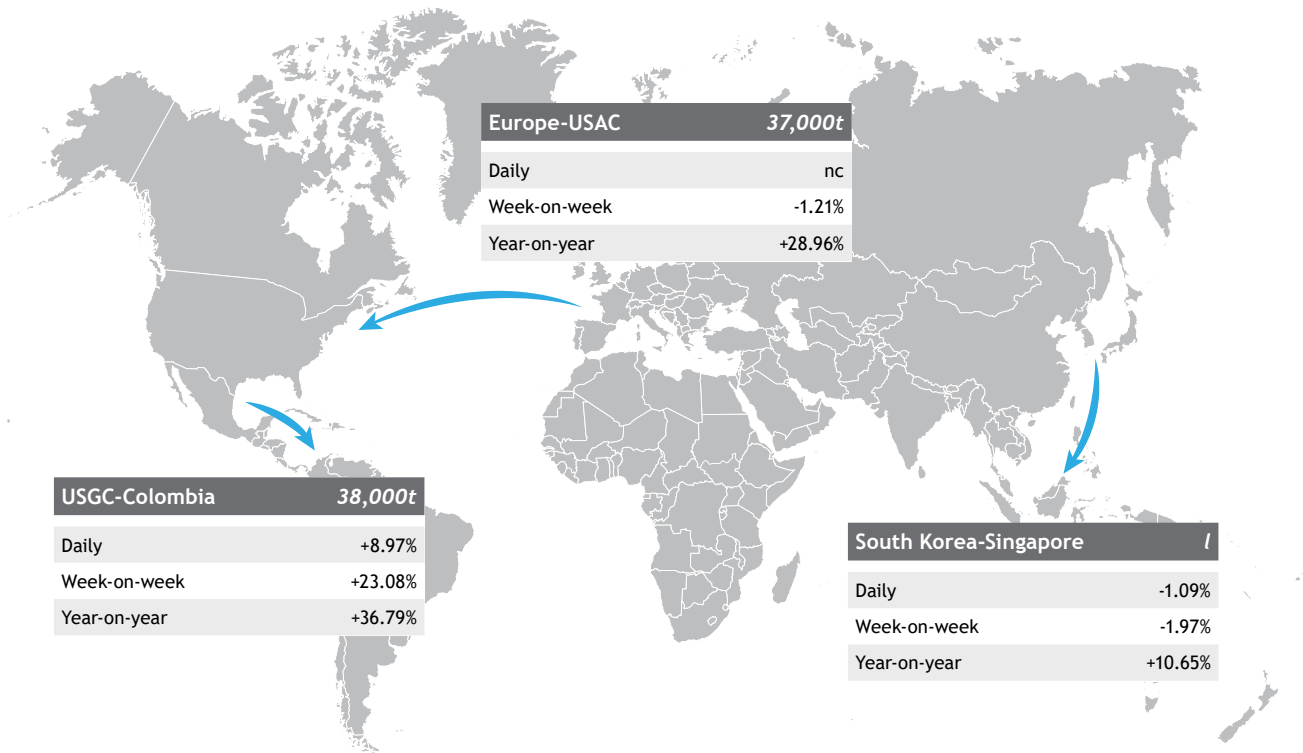 Europe-USAC 37,000t
Daily nc
Week-on-week -1.21%
Year-on-year +28.96%
USGC-Colombia 38,000t
Daily +8.97%
Week-on-week +23.08%
Year-on-year +36.79%
South Korea-Singapore l
Daily -1.09%
Week-on-week -1.97%
Year-on-year +10.65%